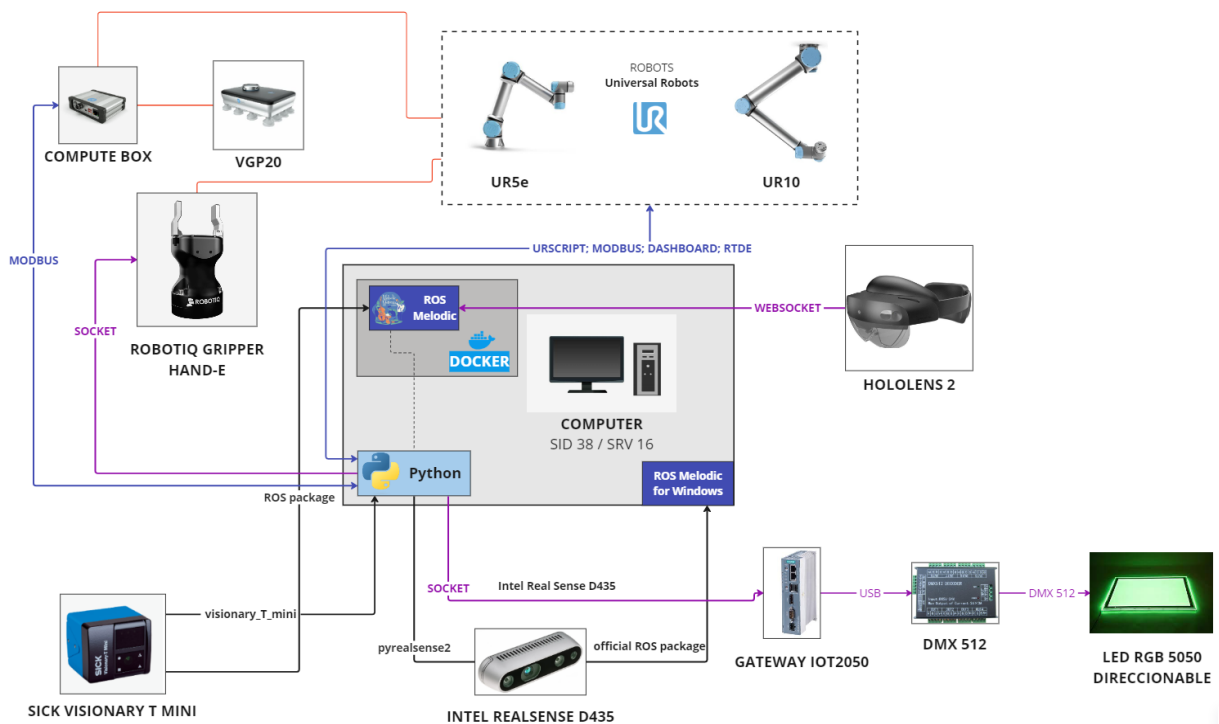 ROBOTS
Universal Robots
UR
UR5e
UR10
COMPUTE BOX
VGP20
MODBUS
SOCKET
ROBOTIQ
ROBOTIQ GRIPPER
HAND-E
URSCRIPT; MODBUS; DASHBOARD; RTDE
ROS
Melodic
DOCKER
WEBSOCKET
HOLOLENS 2
COMPUTER
SID 38 / SRV 16
Python
ROS Melodic
for Windows
ROS package
SOCKET
Intel Real Sense D435
visionary_T_mini
pyrealsense2
official ROS package
SICK
SICK VISIONARY T MINI
INTEL REALSENSE D435
GATEWAY IOT2050
USB
DMX 512
DMX 512
LED RGB 5050
DIRECCIONABLE